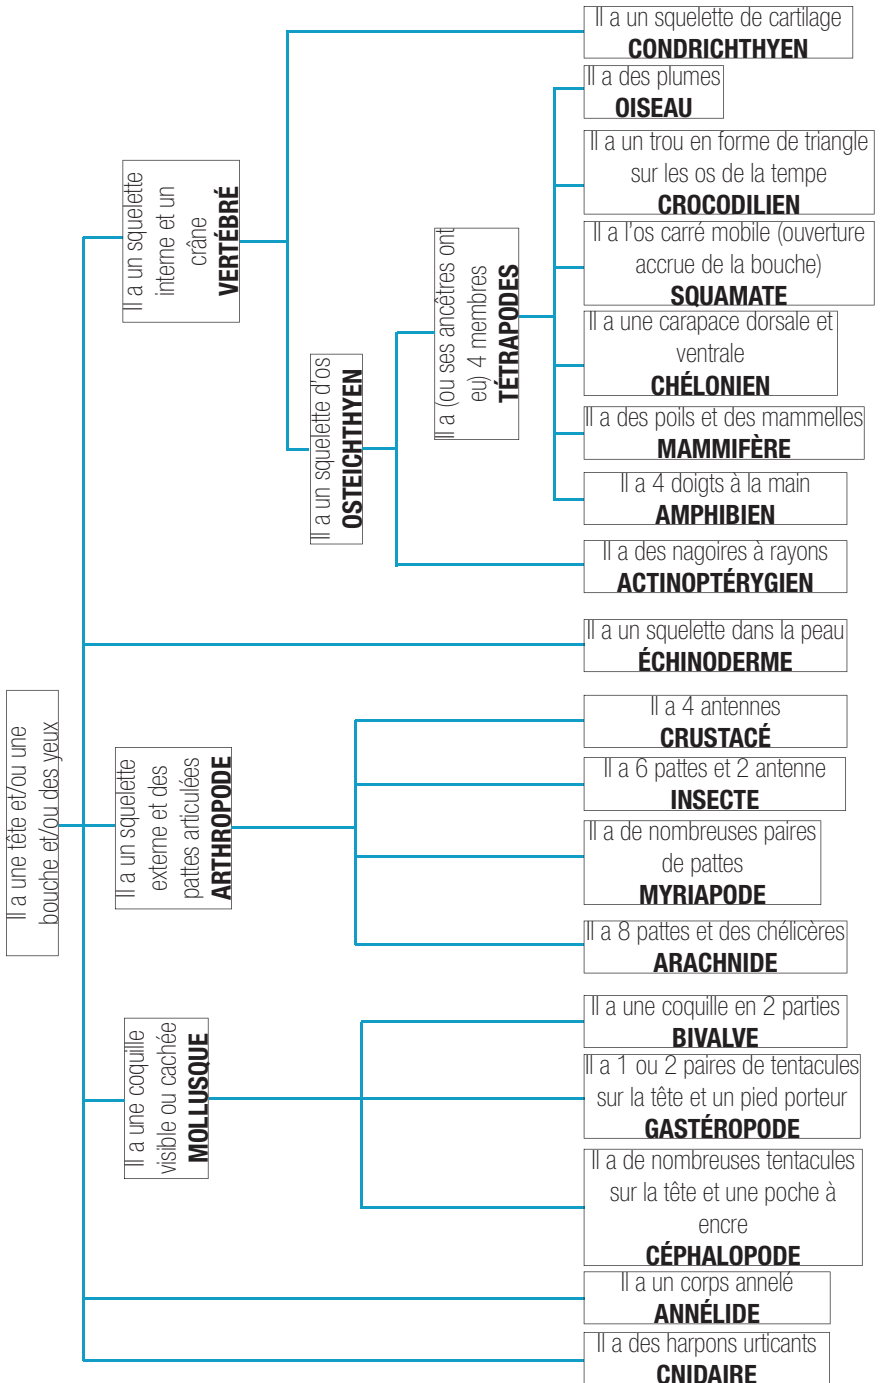 Il a une tête et/ou une
bouche et/ou des yeux
Il a un squelette
interne et un
crâne
VERTÉBRÉ
Il a un squelette d'os
OSTEICHTHYEN
Il a (ou ses ancêtres ont
eu) 4 membres
TÉTRAPODES
Il a un squelette de cartilage
CONDRICHTHYEN
Il a des plumes
OISEAU
Il a un trou en forme de triangle
sur les os de la tempe
CROCODILIEN
Il a l'os carré mobile (ouverture
accrue de la bouche)
SQUAMATE
Il a une carapace dorsale et
ventrale
CHÉLONIEN
Il a des poils et des mammelles
MAMMIFÈRE
Il a 4 doigts à la main
AMPHIBIEN
Il a des nagoires à rayons
ACTINOPTÉRYGIEN
Il a un squelette dans la peau
ÉCHINODERME
Il a un squelette
externe et des
pattes articulées
ARTHROPODE
Il a 4 antennes
CRUSTACÉ
Il a 6 pattes et 2 antenne
INSECTE
Il a de nombreuses paires
de pattes
MYRIAPODE
Il a 8 pattes et des chélicères
ARACHNIDE
Il a une coquille
visible ou cachée
MOLLUSQUE
Il a une coquille en 2 parties
BIVALVE
Il a 1 ou 2 paires de tentacules
sur la tête et un pied porteur
GASTÉROPODE
Il a de nombreuses tentacules
sur la tête et une poche à
encre
CÉPHALOPODE
Il a un corps annelé
ANNÉLIDE
Il a des harpons urticants
CNIDAIRE